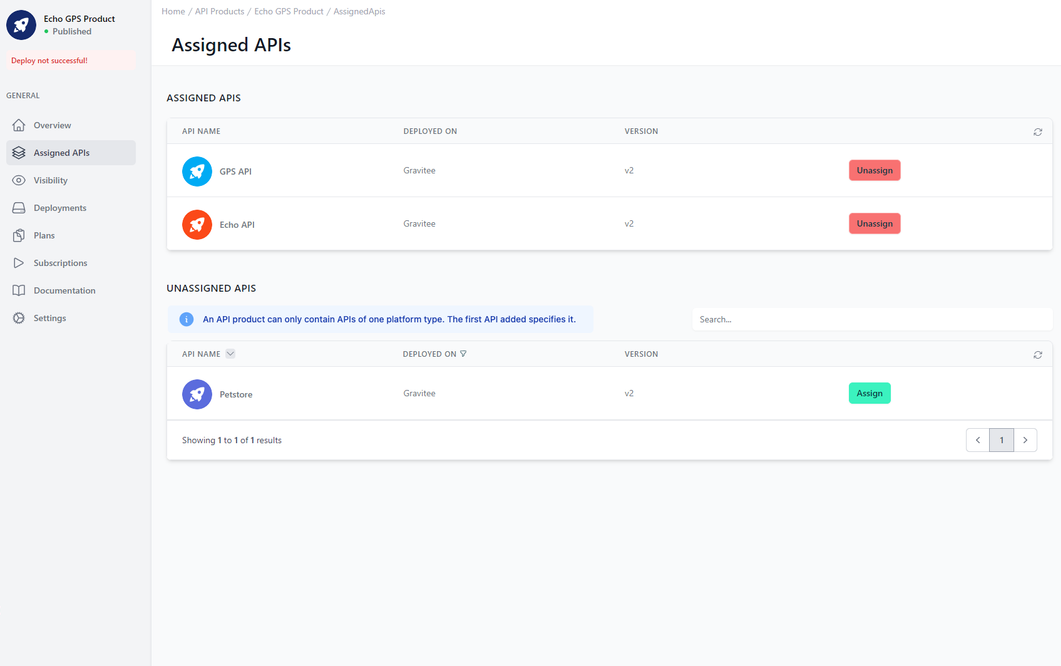 Echo GPS Product
Published
Deploy not successful!
GENERAL
Overview
Assigned APIs
Visibility
Deployments
Plans
Subscriptions
Documentation
Settings
Home / API Products / Echo GPS Product / AssignedApis
Assigned APIs
ASSIGNED APIS
API NAME DEPLOYED ON VERSION
GPS API Gravitee v2 Unassign
Echo API Gravitee v2 Unassign
UNASSIGNED APIS
An API product can only contain APIs of one platform type. The first API added specifies it.
Search...
API NAME DEPLOYED ON VERSION
Petstore Gravitee v2 Assign
Showing 1 to 1 of 1 results
1